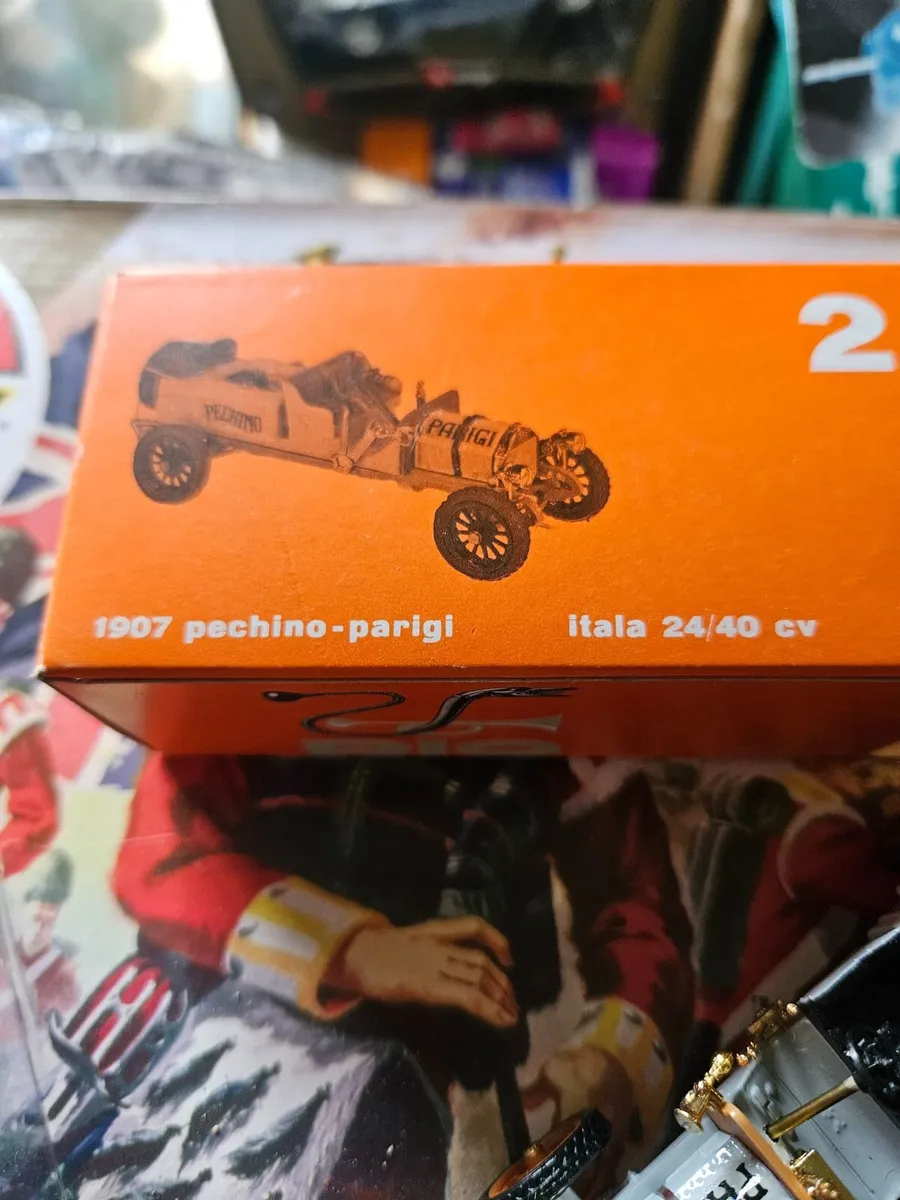 2
PECHINO
PARIGI
1907 pechino-parigi
itala 24/40 cv